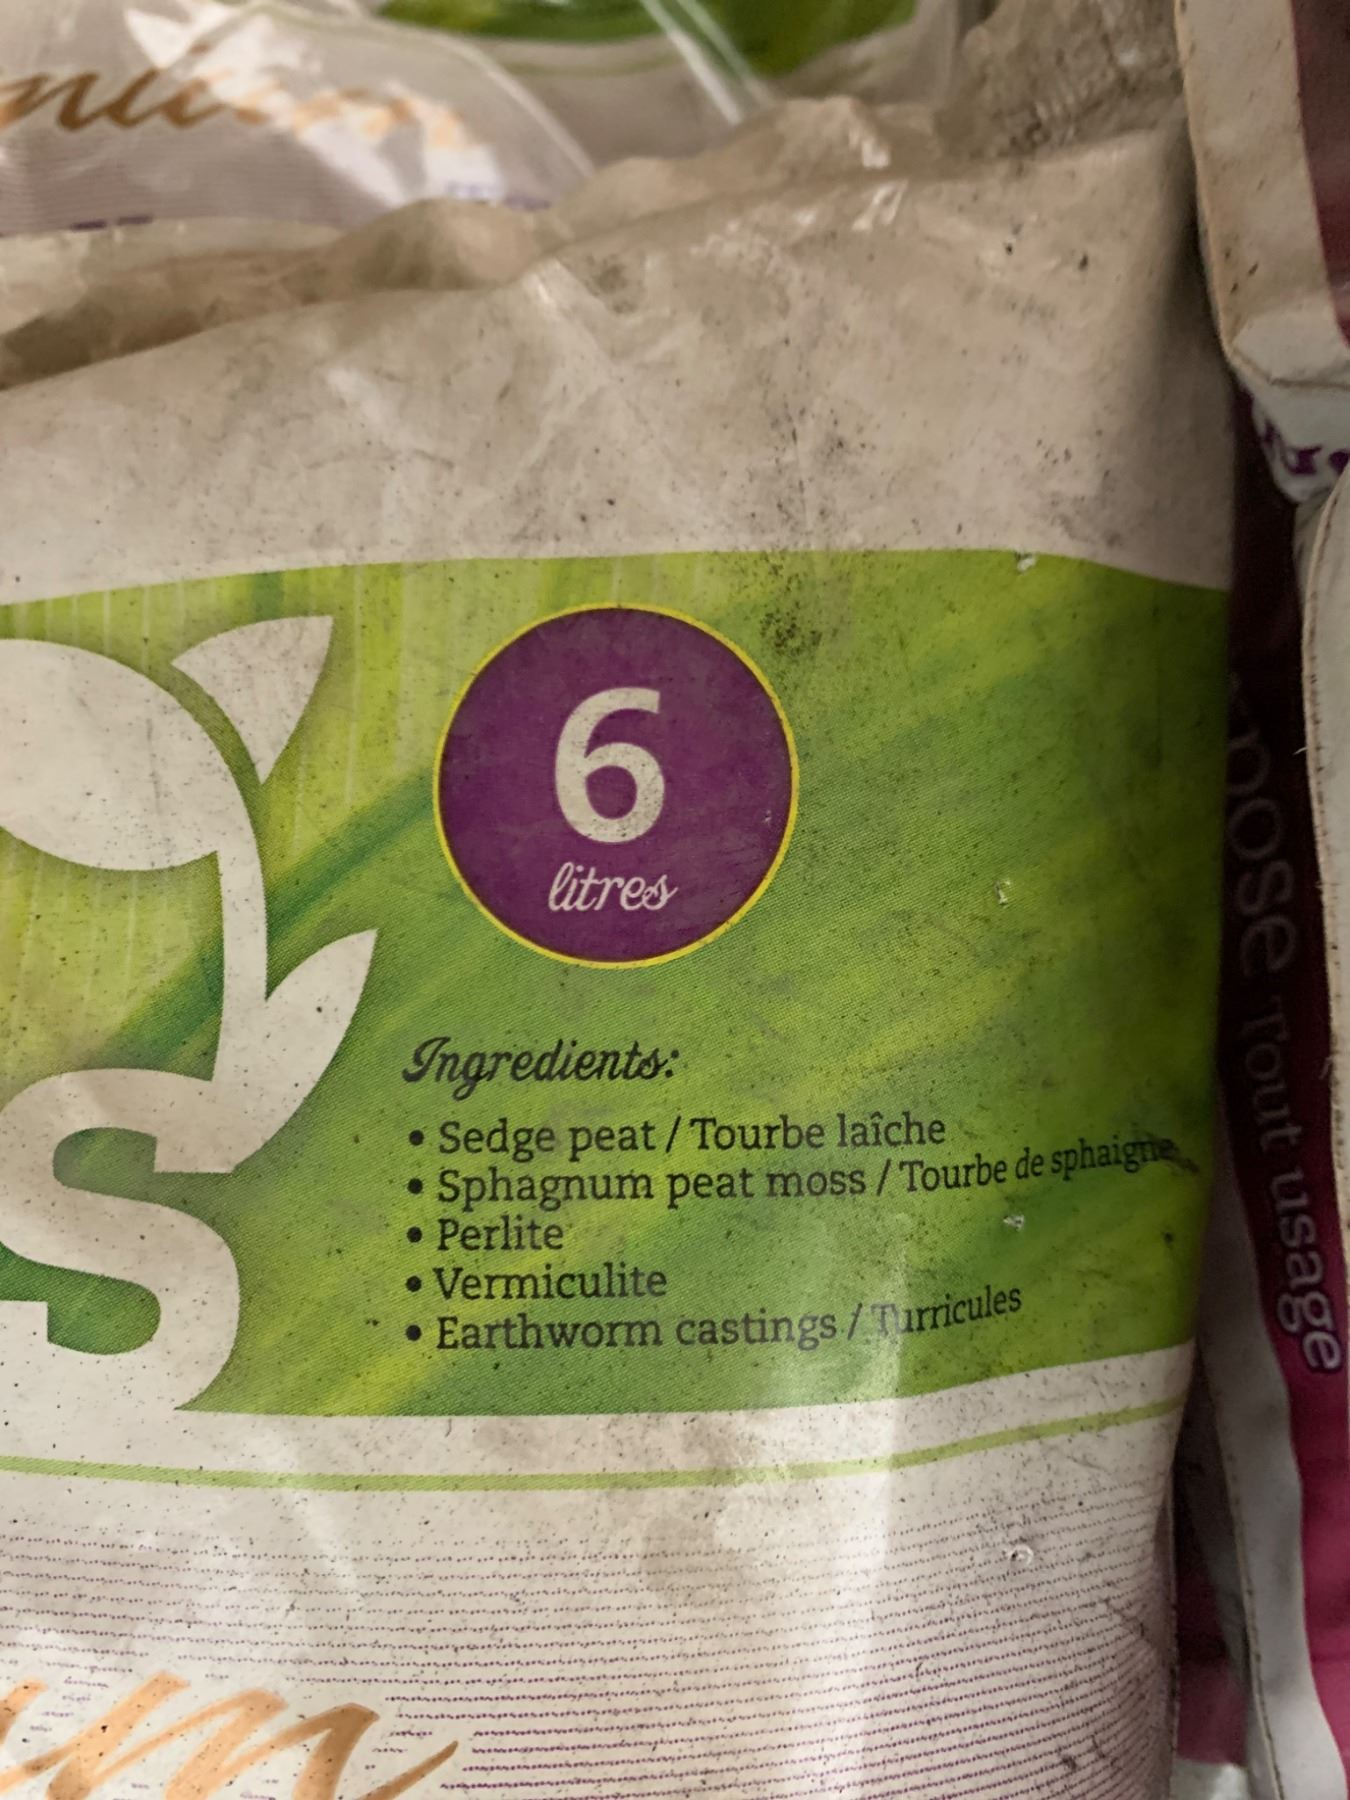 6
litres
Ingredients:
• Sedge peat / Tourbe laîche
• Sphagnum peat moss / Tourbe de sphaigne
• Perlite
• Vermiculite
• Earthworm castings / Turricules
Tout usage